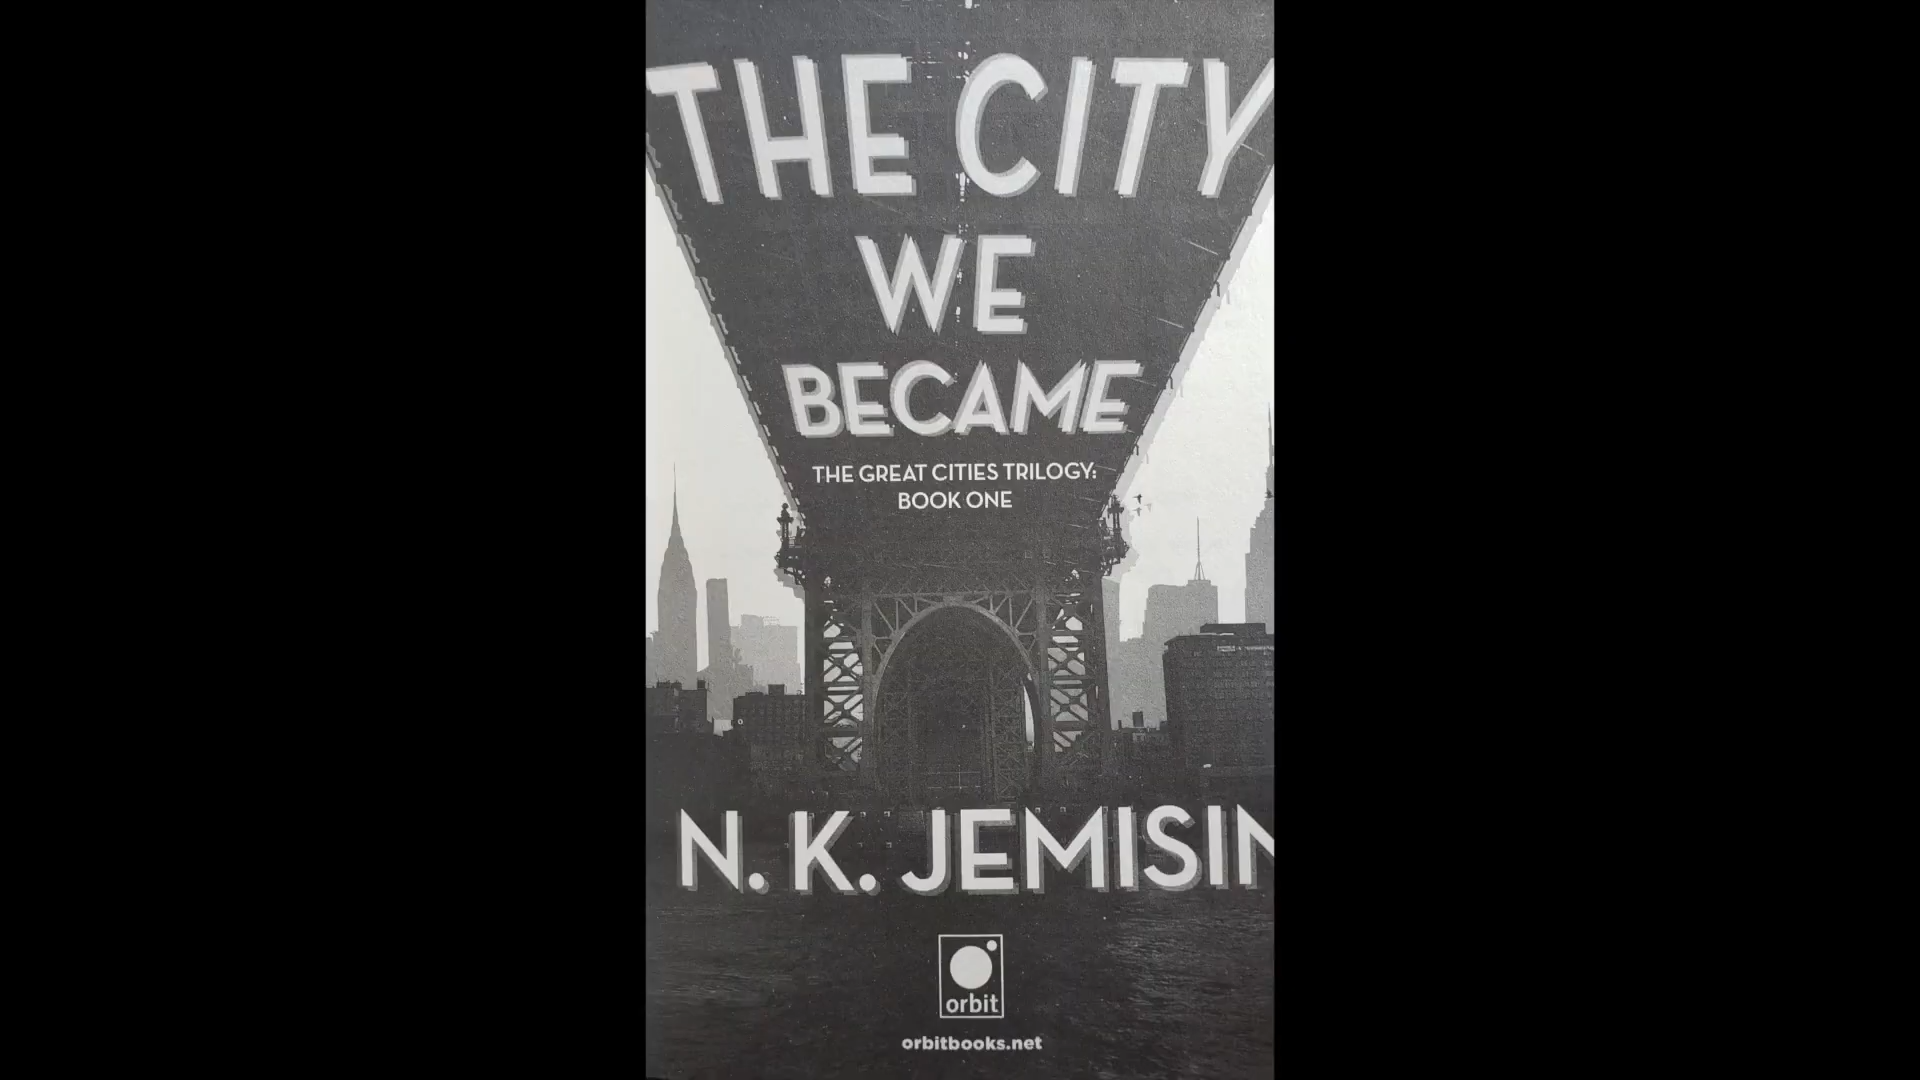 THE CITY
WE
BECAME
THE GREAT CITIES TRILOGY:
BOOK ONE
N. K. JEMISIN
orbit
orbitbooks.net